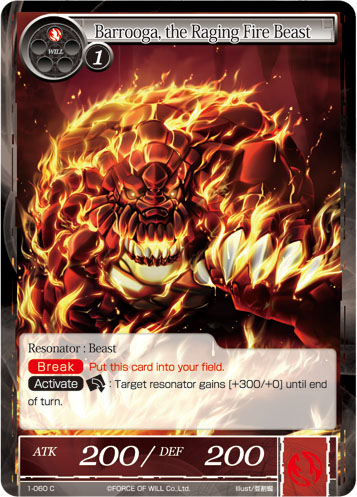 Barrooga, the Raging Fire Beast
WILL
1
Resonator : Beast
Break Put this card into your field.
Activate : Target resonator gains [+300/+0] until end
of turn.
ATK 200 / DEF 200
1-060 C ©FORCE OF WILL Co.,Ltd. Illust/